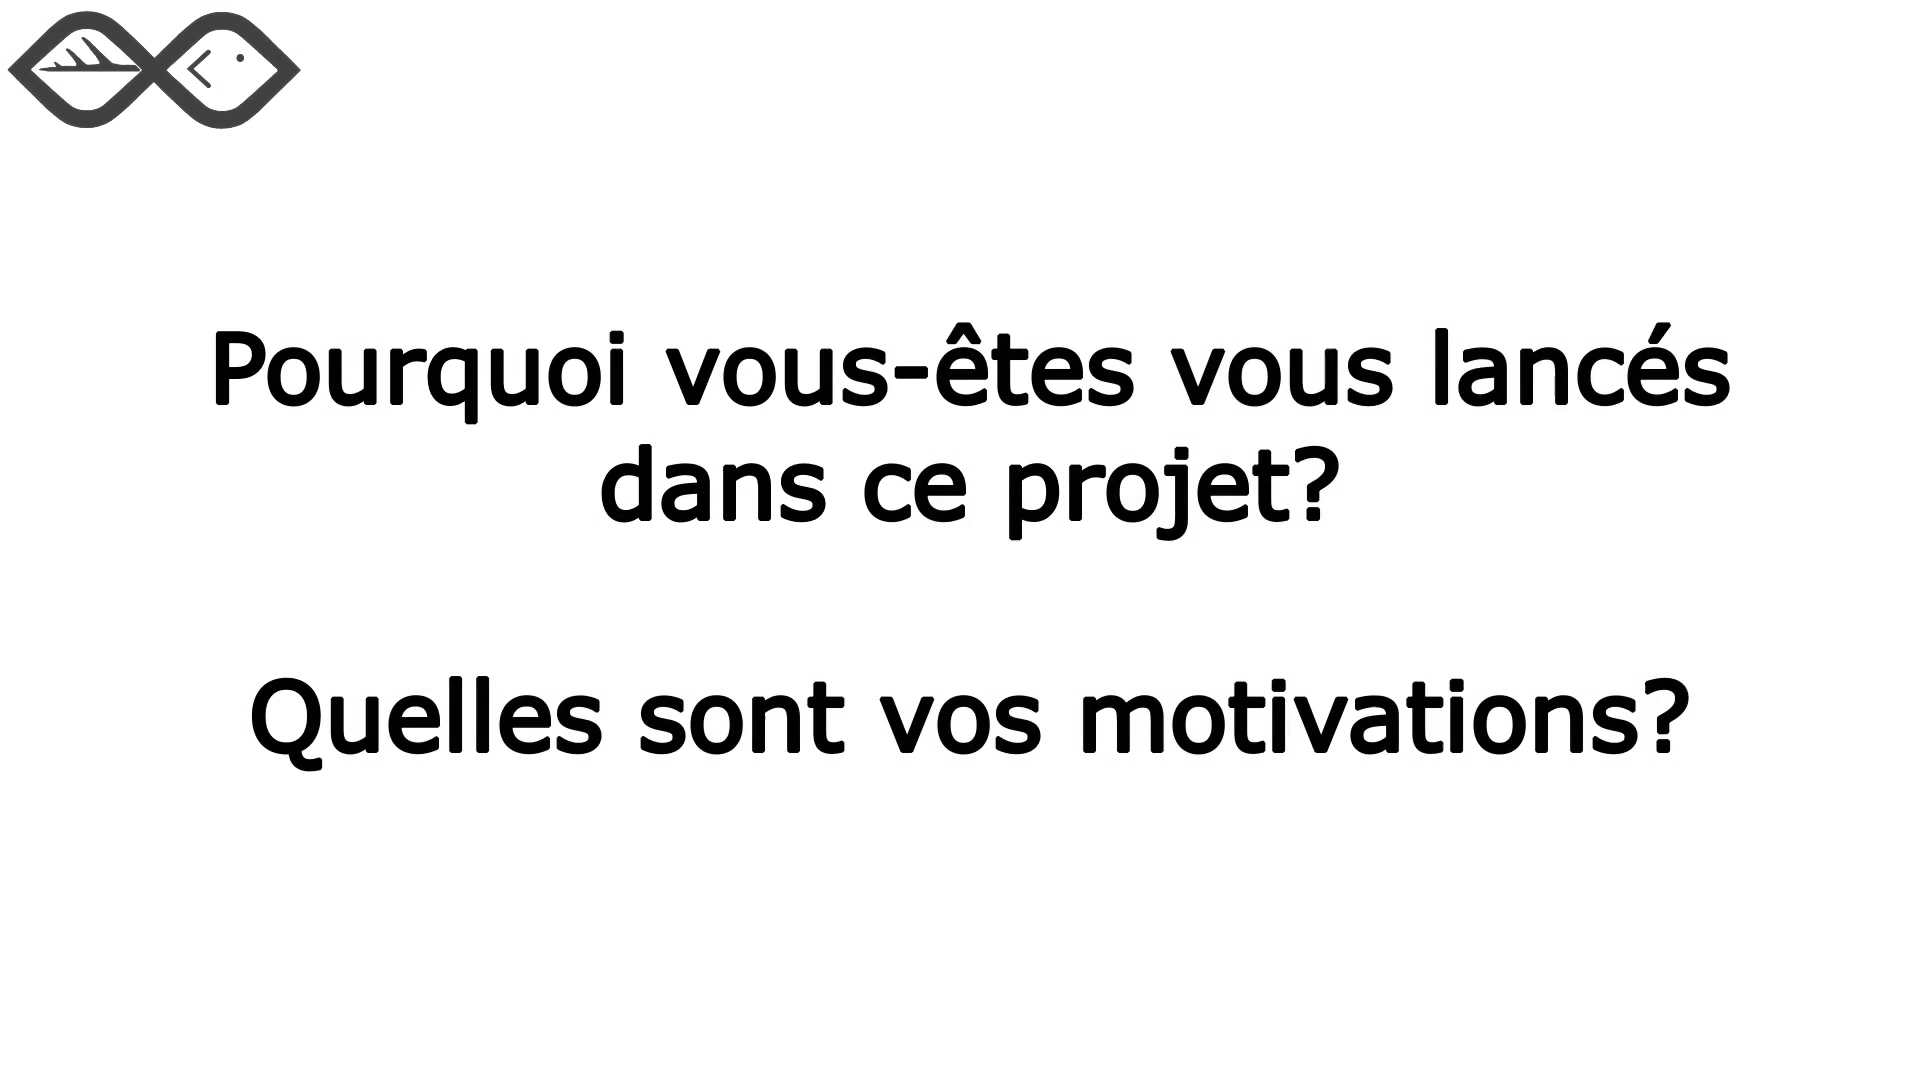 Pourquoi vous-êtes vous lancés
dans ce projet?
Quelles sont vos motivations?